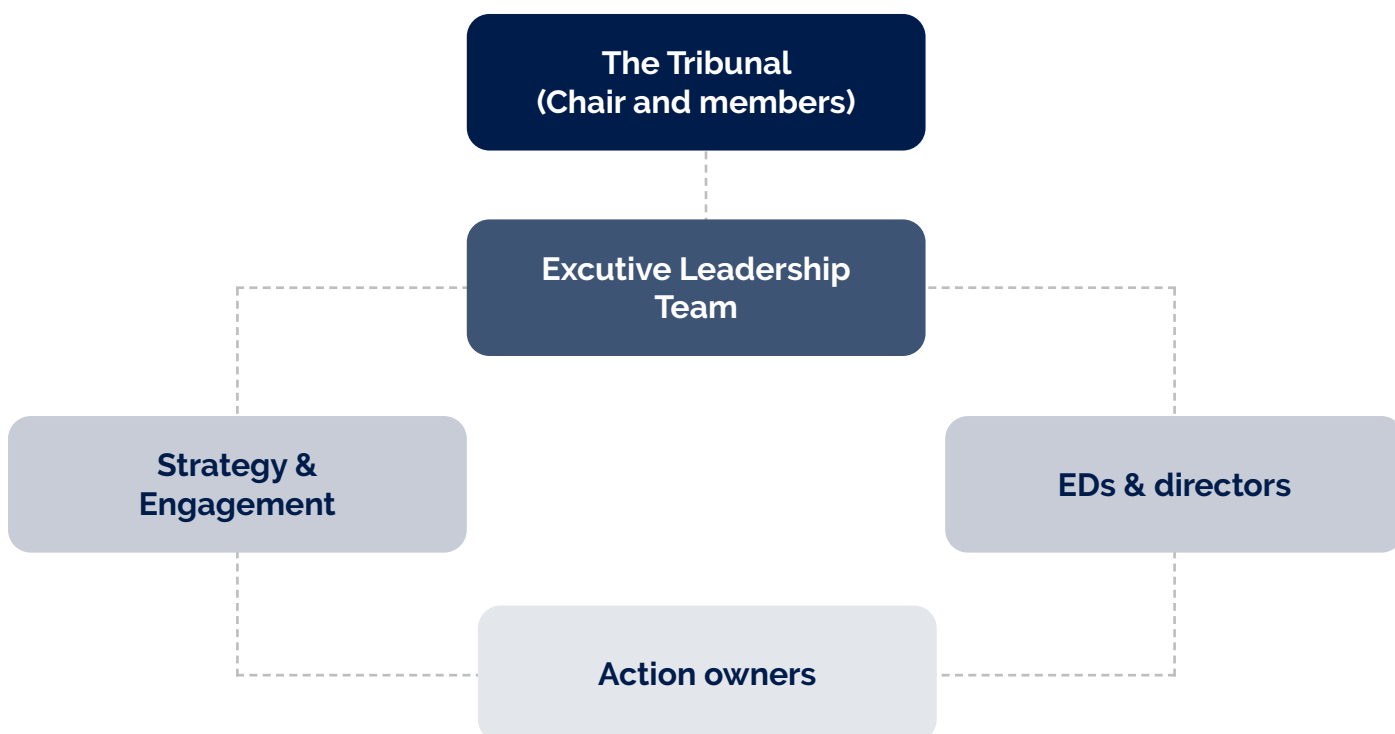 The Tribunal
(Chair and members)
Excutive Leadership
Team
Strategy &
Engagement
EDs & directors
Action owners